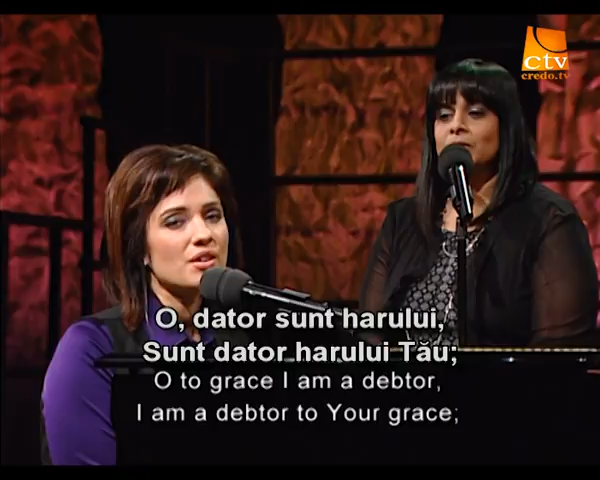 ctv
credo.tv
O, dator sunt harului,
Sunt dator harului Tău;
O to grace I am a debtor,
I am a debtor to Your grace;